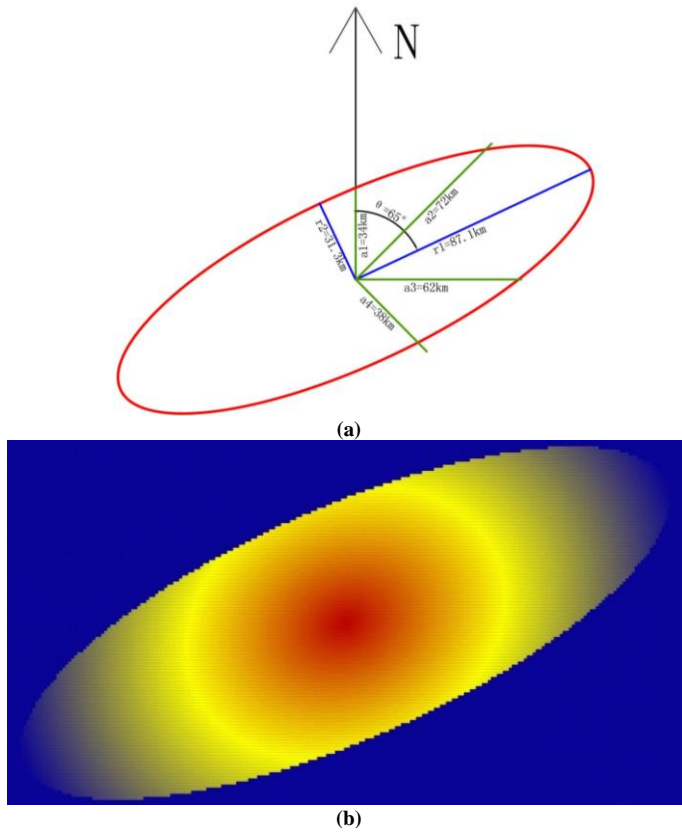 N
θ=65°
a2=72km
a1=34km
r1=87.1km
r2=31.3km
a3=62km
a4=38km
(a)
(b)